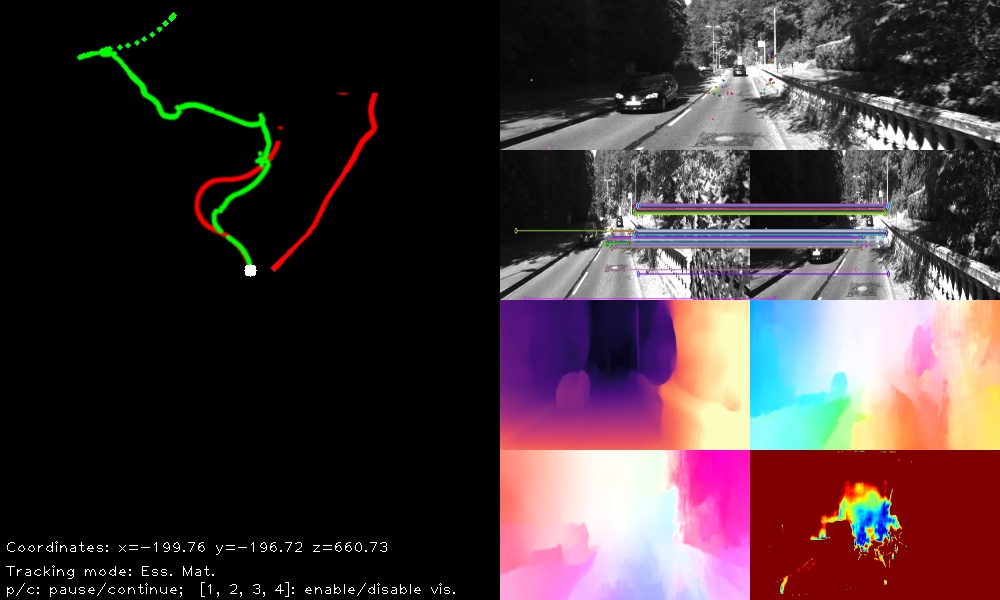 Coordinates: x=-199.76 y=-196.72 z=660.73
Tracking mode: Ess. Mat.
p/c: pause/continue; [1, 2, 3, 4]: enable/disable vis.